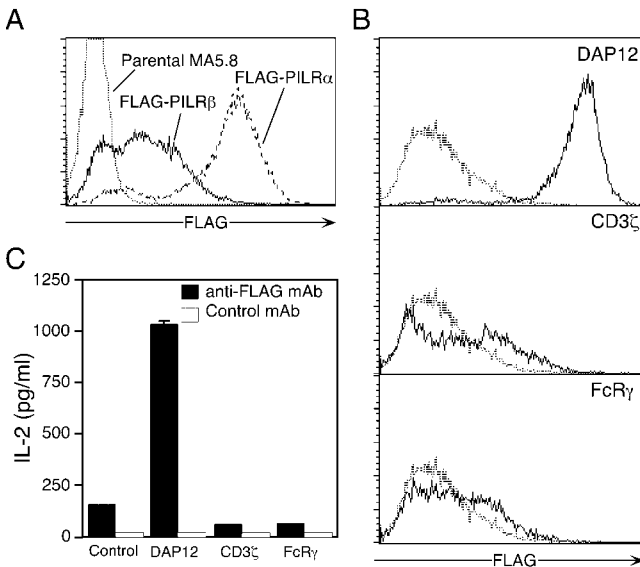 A
Parental MA5.8
FLAG-PILRα
FLAG-PILRβ
FLAG
B
DAP12
CD3ζ
FcRγ
FLAG
C
1250
1000
750
500
250
0
IL-2 (pg/ml)
anti-FLAG mAb
Control mAb
Control DAP12 CD3ζ FcRγ